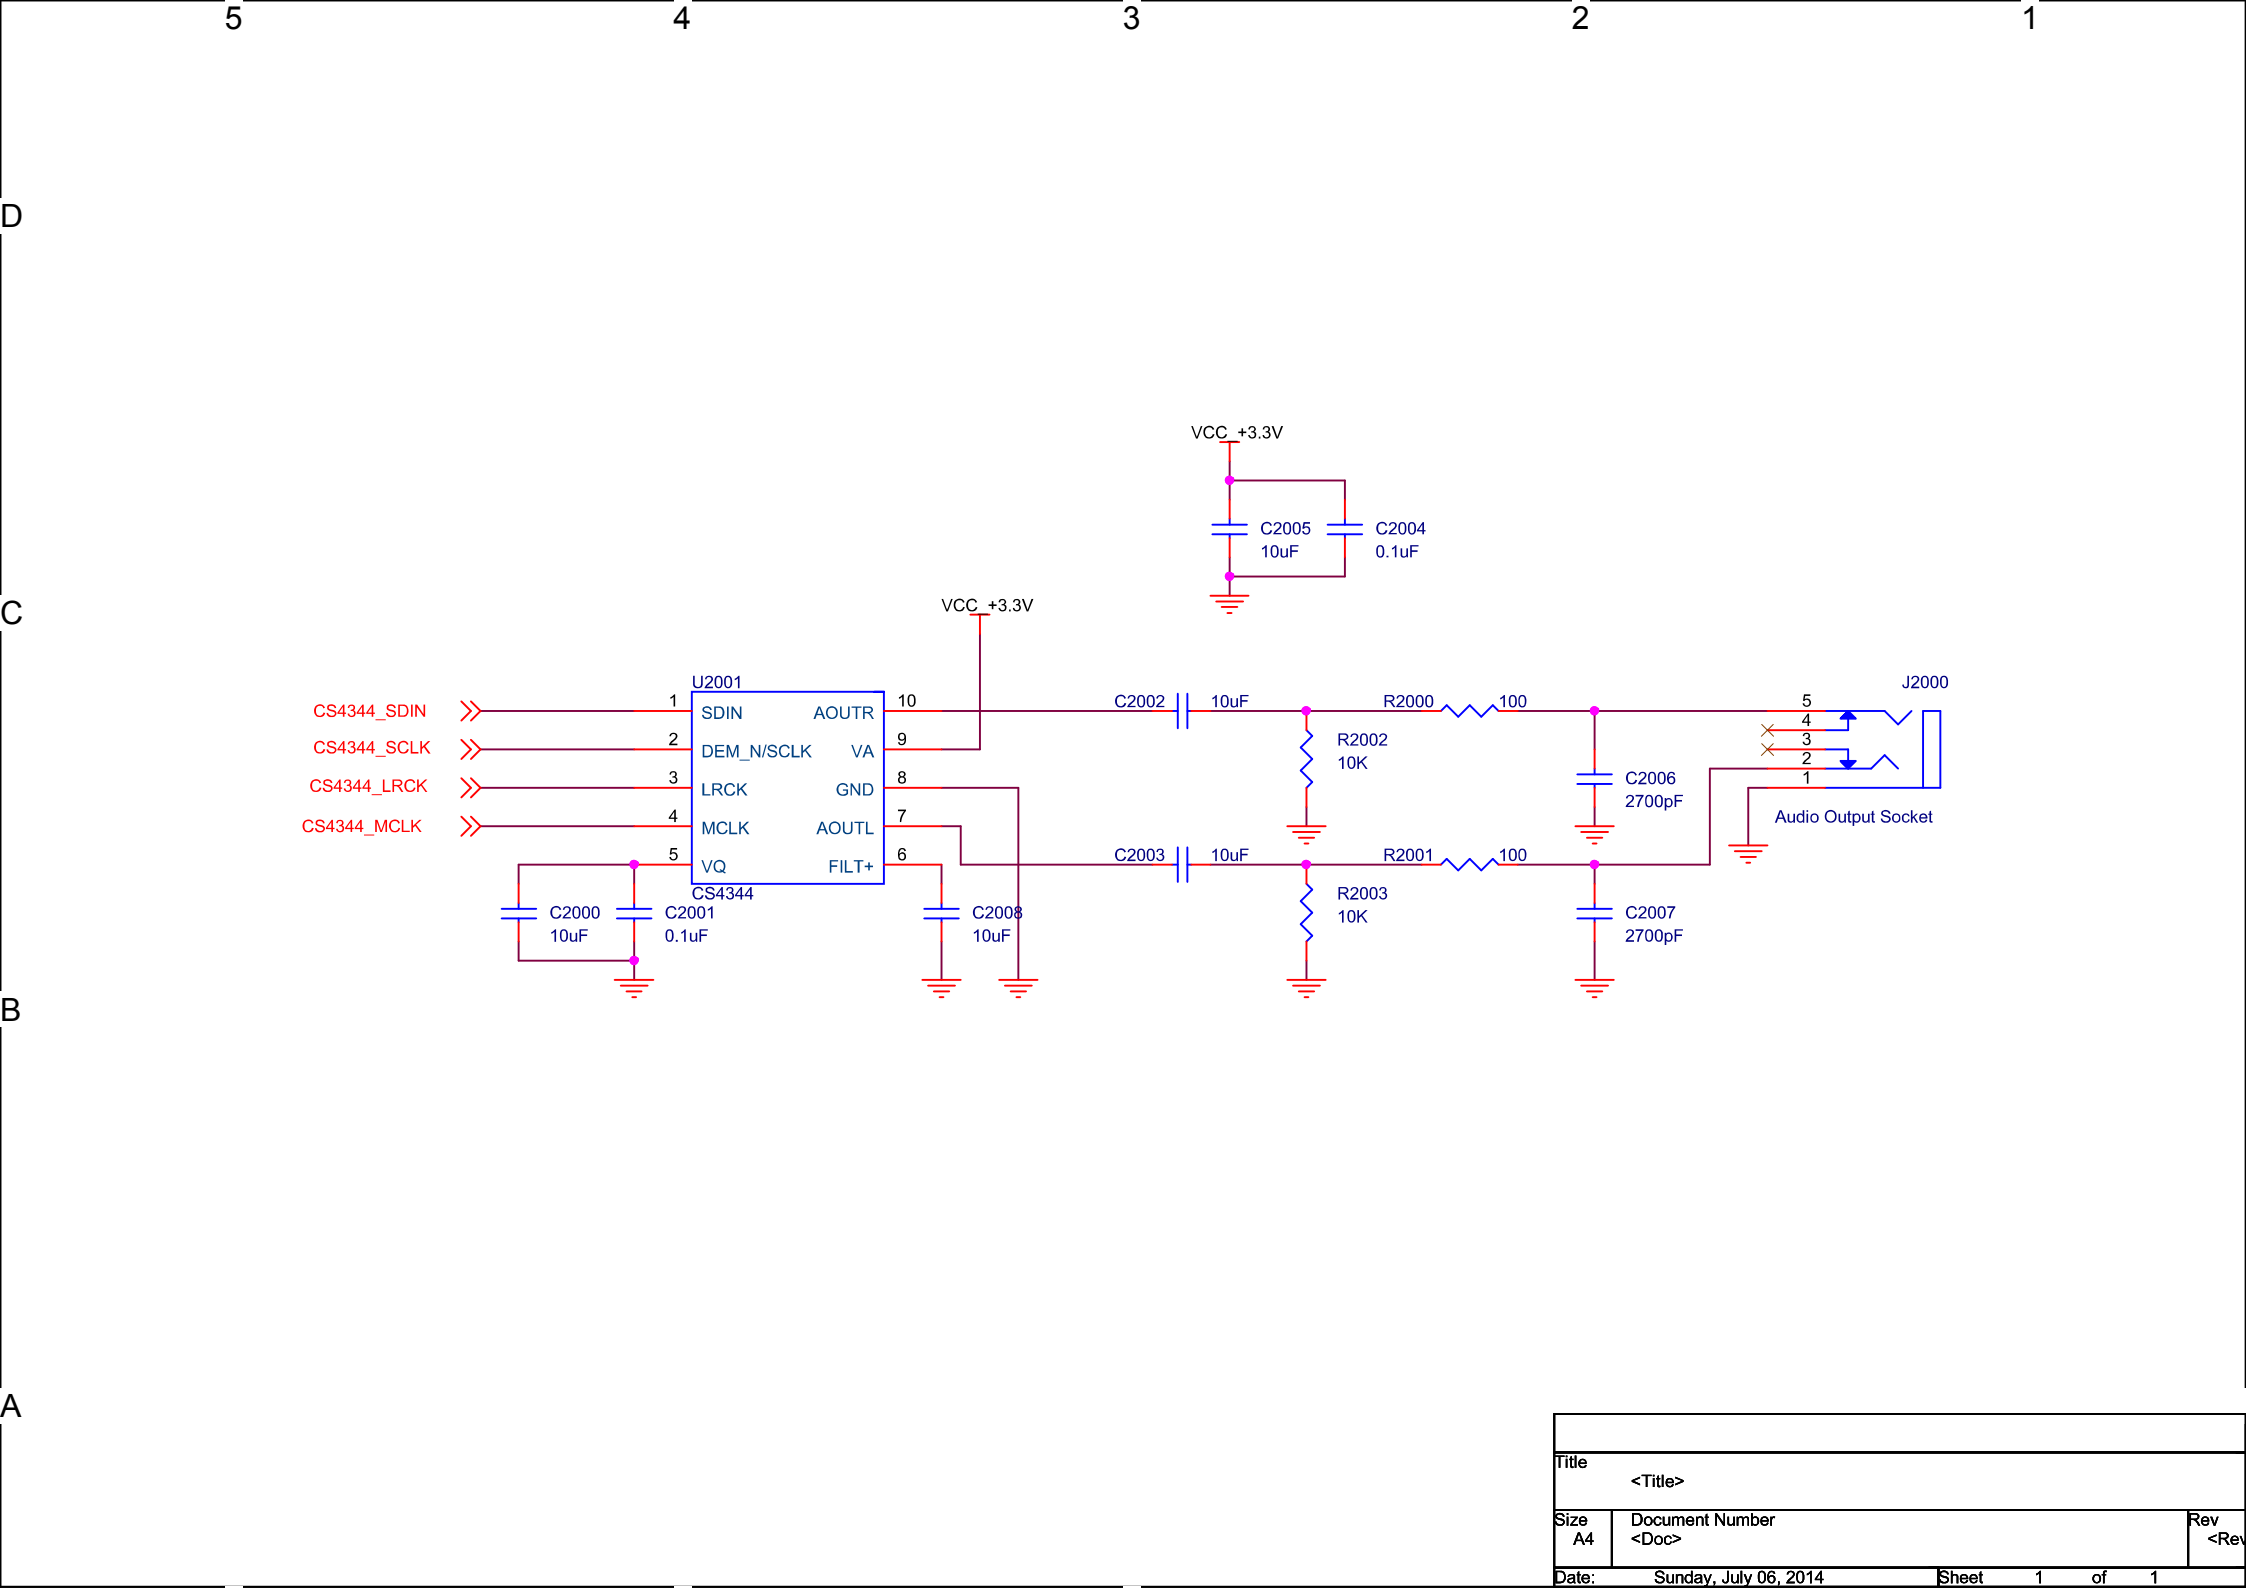 5 4 3 2 1
D
C
B
A
VCC_+3.3V
C2005
10uF
C2004
0.1uF
VCC_+3.3V
U2001
J2000
CS4344_SDIN
CS4344_SCLK
CS4344_LRCK
CS4344_MCLK
1 SDIN
2 DEM_N/SCLK
3 LRCK
4 MCLK
5 VQ
AOUTR 10
VA 9
GND 8
AOUTL 7
FILT+ 6
CS4344
C2000
10uF
C2001
0.1uF
C2008
10uF
C2002 10uF
R2000 100
R2002
10K
C2006
2700pF
C2003 10uF
R2001 100
R2003
10K
C2007
2700pF
5
4
3
2
1
Audio Output Socket
Title
<Title>
Size
A4
Document Number
<Doc>
Rev
<Rev
Date: Sunday, July 06, 2014
Sheet 1 of 1